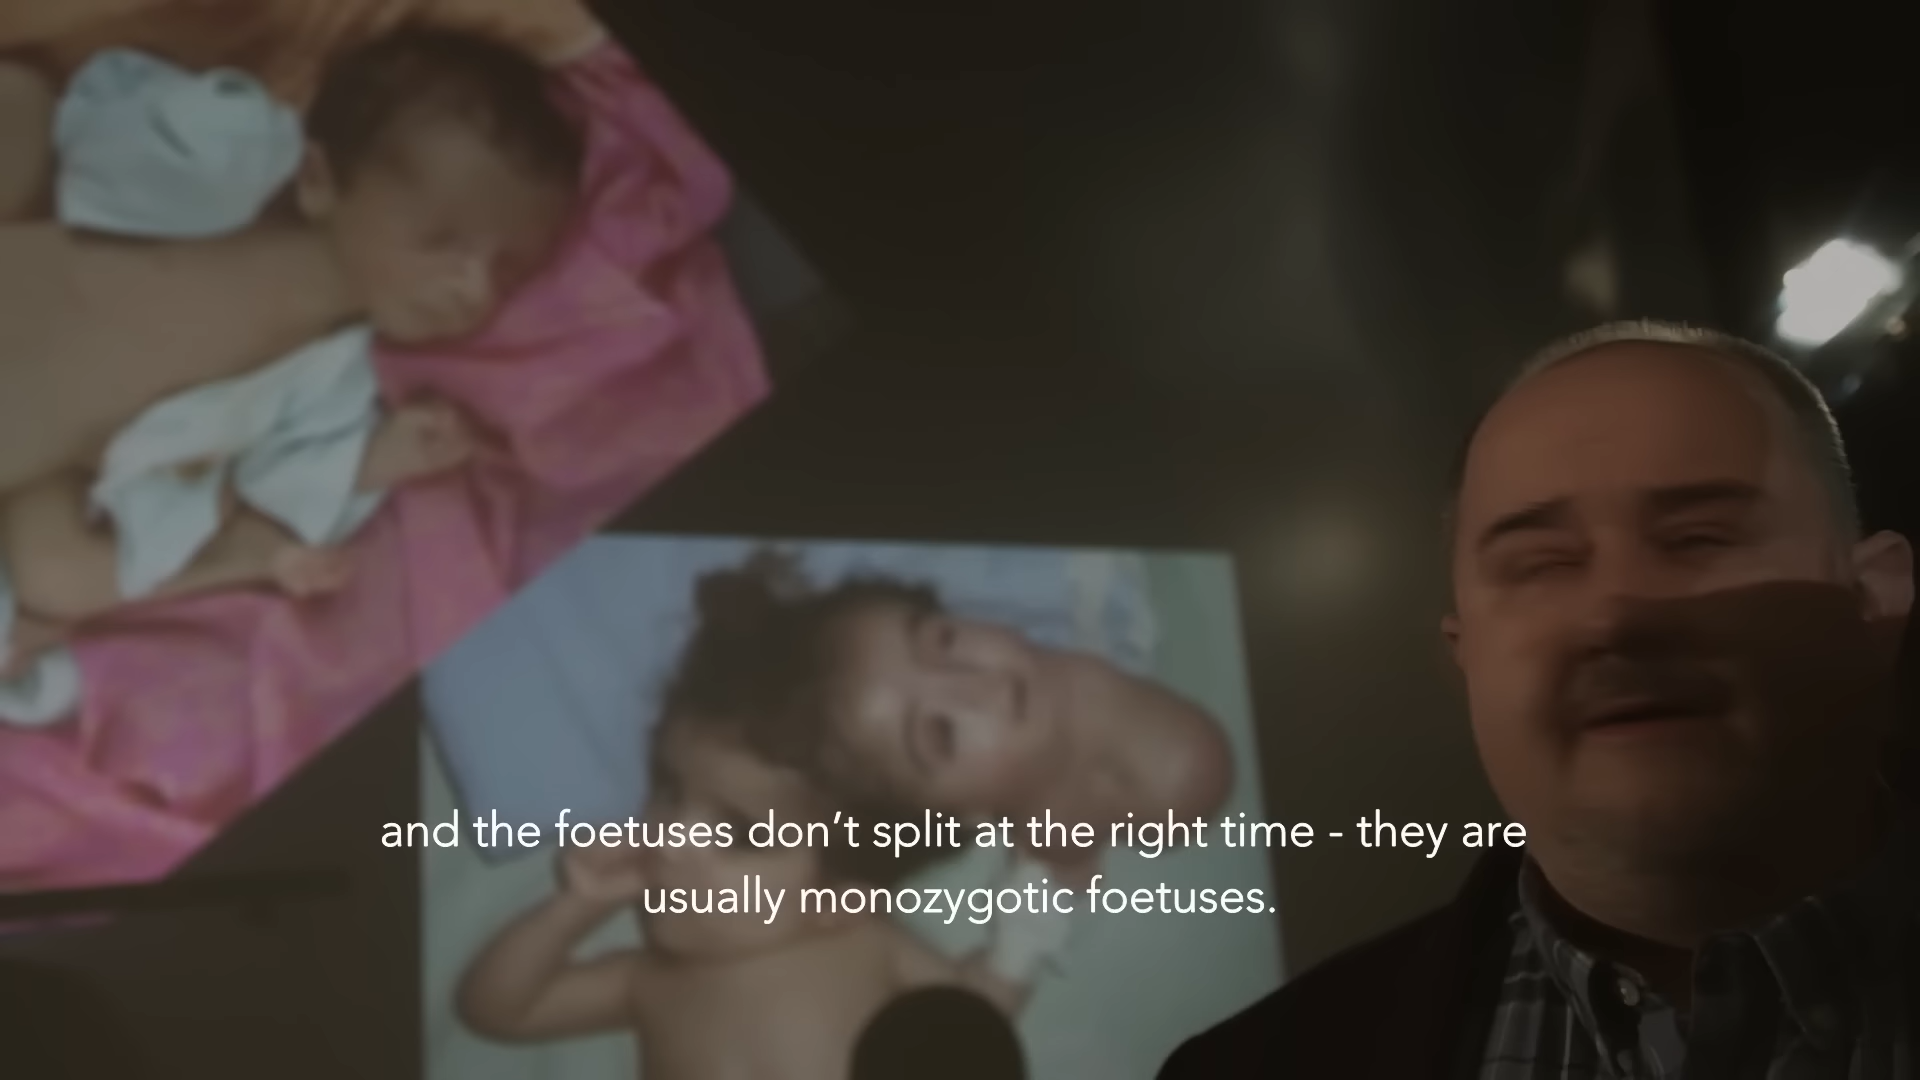 and the foetuses don’t split at the right time - they are
usually monozygotic foetuses.